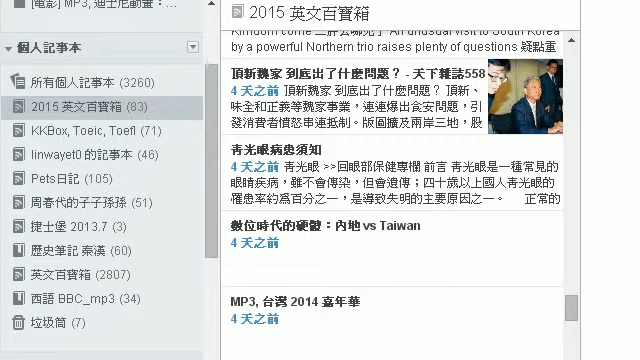 [電影] MP3, 迪士尼動畫：...
個人記事本
所有個人記事本 (3260)
2015 英文百寶箱 (83)
KKBox, Toeic, Toefl (71)
linwayet0 的記事本 (46)
Pets日記 (105)
周春代的子子孫孫 (51)
捷士堡 2013.7 (3)
歷史筆記 秦漢 (60)
英文百寶箱 (2807)
西語 BBC_mp3 (34)
垃圾筒 (7)
2015 英文百寶箱
An unusual visit to South Korea
by a powerful Northern trio raises plenty of questions 疑點重
頂新魏家 到底出了什麼問題？ - 天下雜誌558
4 天之前 頂新魏家 到底出了什麼問題？ 頂新、
味全和正義等魏家事業，連連爆出食安問題，引
發消費者憤怒串連抵制。版圖擴及兩岸三地，股
青光眼病患須知
4 天之前 青光眼 >>回眼部保健專欄 前言 青光眼是一種常見的
眼睛疾病，雖不會傳染，但會遺傳；四十歲以上國人青光眼的
罹患率約爲百分之一，是導致失明的主要原因之一。 正常的
數位時代的硬體：內地 vs Taiwan
4 天之前
MP3, 台灣 2014 嘉年華
4 天之前